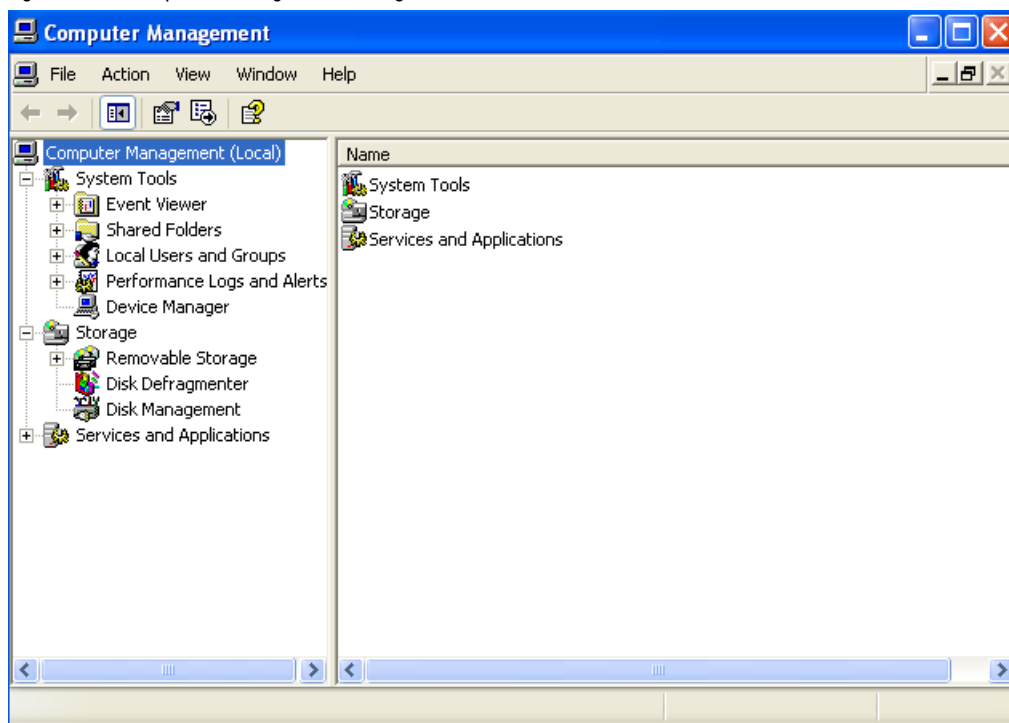 Computer Management
File Action View Window Help
Computer Management (Local)
System Tools
Event Viewer
Shared Folders
Local Users and Groups
Performance Logs and Alerts
Device Manager
Storage
Removable Storage
Disk Defragmenter
Disk Management
Services and Applications
Name
System Tools
Storage
Services and Applications